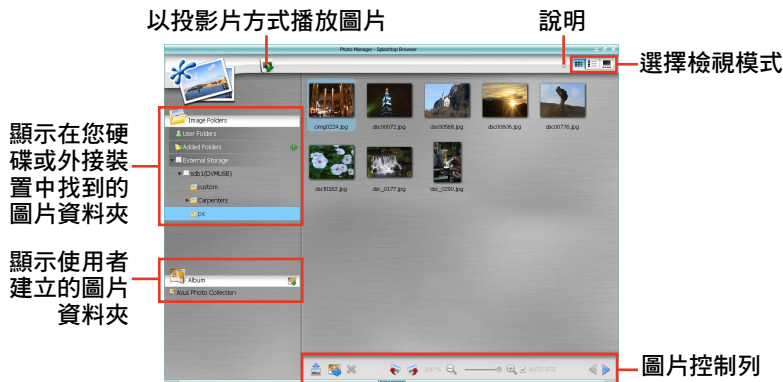 以投影片方式播放圖片
說明
Photo Manager - Splashtop Browser
選擇檢視模式
顯示在您硬
碟或外接裝
置中找到的
圖片資料夾
Image Folders
User Folders
Added Folders
External Storage
sdb1(DVMUSB)
custom
Carpenters
pic
cimg0224.jpg
dsc00072.jpg
dsc00568.jpg
dsc00606.jpg
dsc00776.jpg
dscf0162.jpg
dsc_0177.jpg
dsc_0290.jpg
顯示使用者
建立的圖片
資料夾
Album
Asus Photo Collection
100 %
AUTO SIZE
圖片控制列